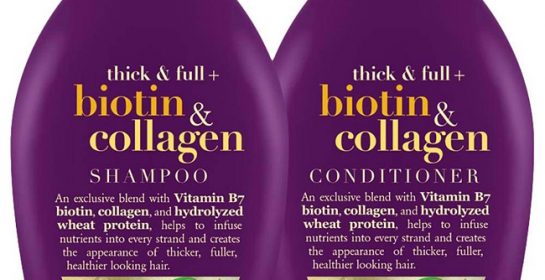 thick & full +
biotin &
collagen
SHAMPOO
An exclusive blend with Vitamin B7
biotin, collagen, and hydrolyzed
wheat protein, helps to infuse
nutrients into every strand and creates
the appearance of thicker, fuller,
healthier looking hair.
thick & full +
biotin &
collagen
CONDITIONER
An exclusive blend with Vitamin B7
biotin, collagen, and hydrolyzed
wheat protein, helps to infuse
nutrients into every strand and creates
the appearance of thicker, fuller,
healthier looking hair.